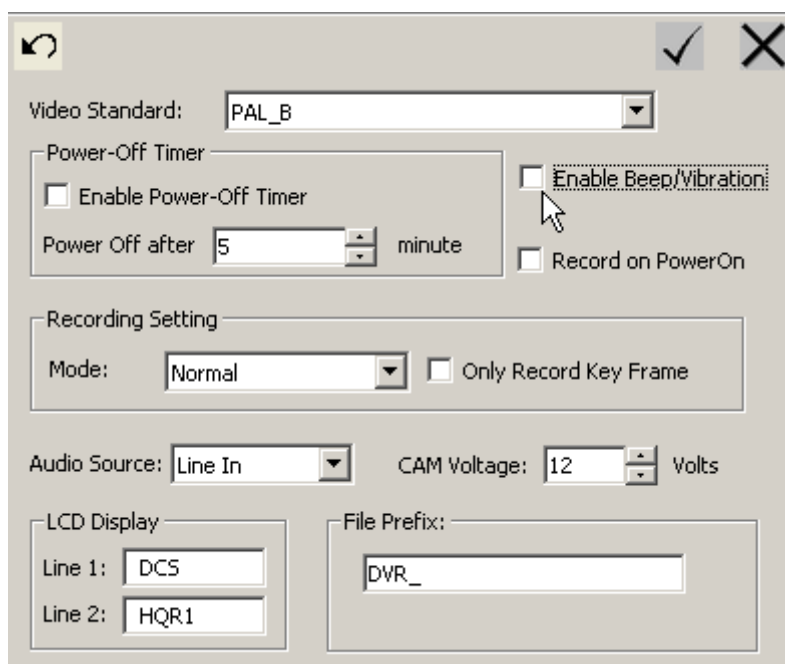 Video Standard: PAL_B
Power-Off Timer
Enable Power-Off Timer
Enable Beep/Vibration
Power Off after 5 minute
Record on PowerOn
Recording Setting
Mode: Normal Only Record Key Frame
Audio Source: Line In CAM Voltage: 12 Volts
LCD Display
File Prefix:
Line 1: DCS
DVR_
Line 2: HQR1